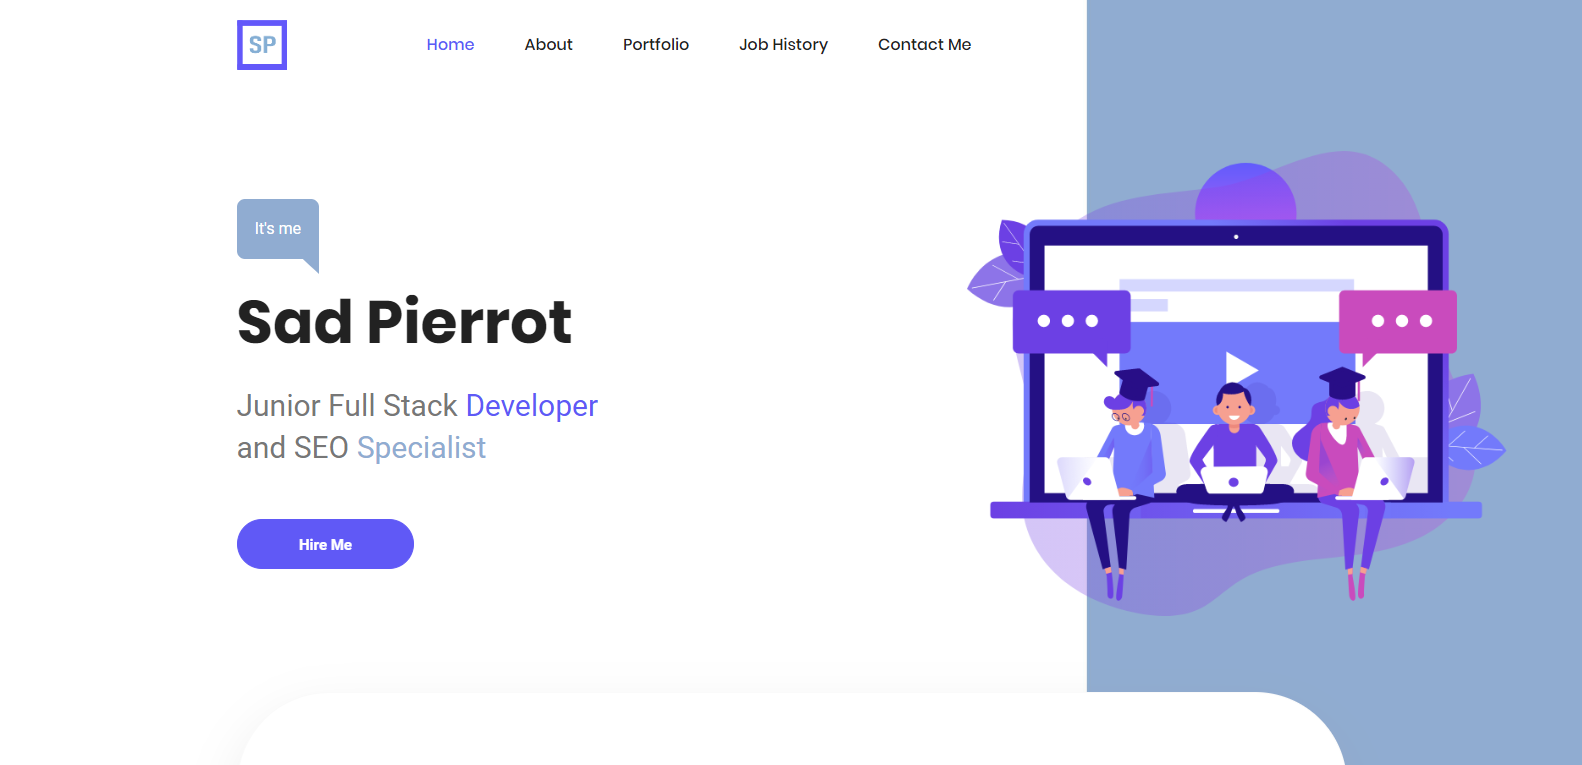 SP
Home About Portfolio Job History Contact Me
It's me
Sad Pierrot
Junior Full Stack Developer
and SEO Specialist
Hire Me